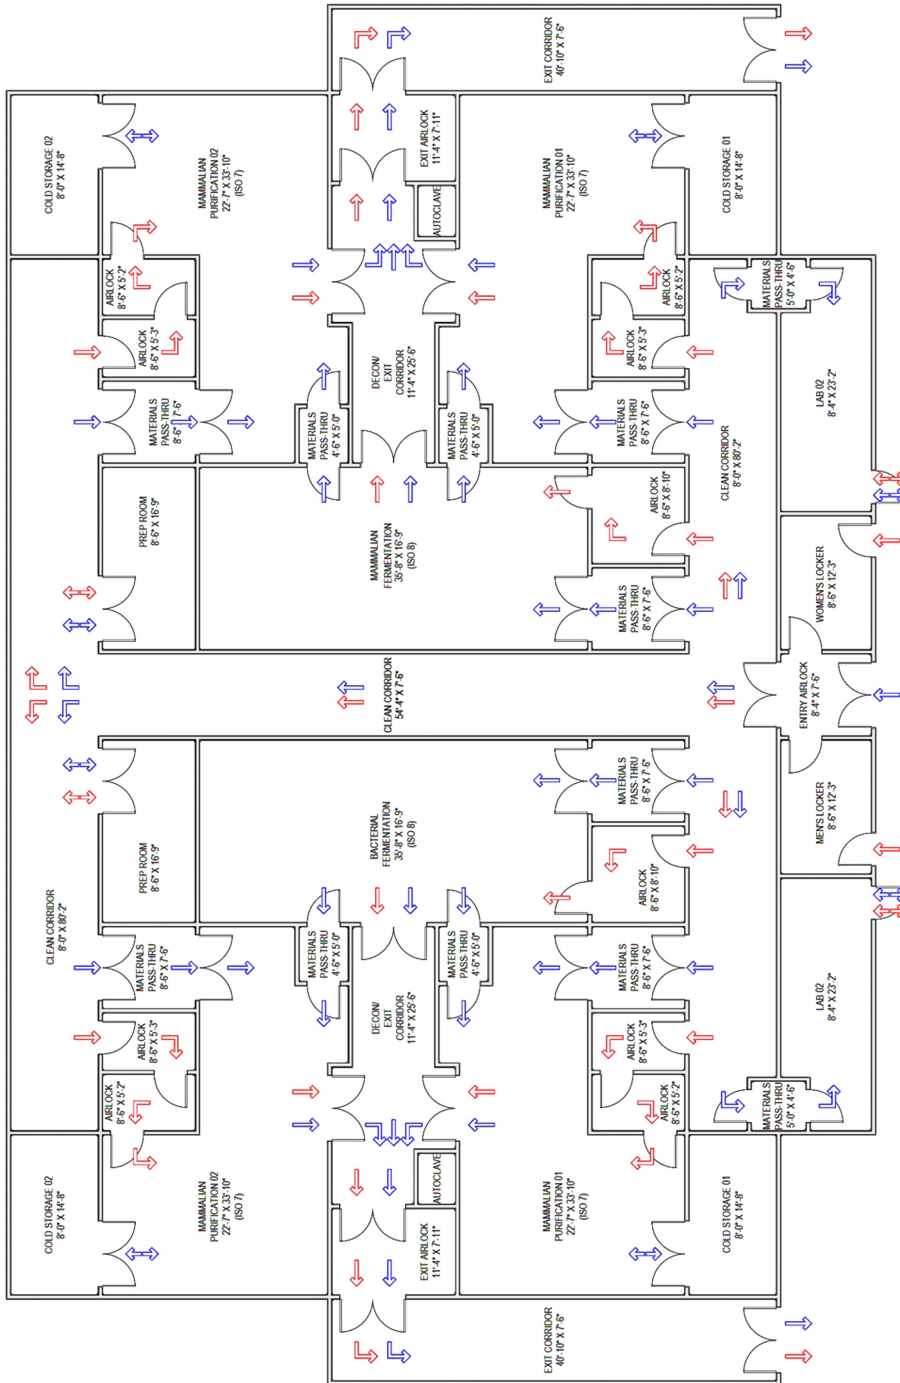 COLD STORAGE 02
8'-0" X 14'-8"
CLEAN CORRIDOR
8'-0" X 80'-2"
COLD STORAGE 02
8'-0" X 14'-8"
AIRLOCK
8'-6" X 5'-2"
AIRLOCK
8'-6" X 5'-3"
MATERIALS
PASS-THRU
8'-6" X 7'-6"
PREP ROOM
8'-6" X 16'-9"
PREP ROOM
8'-6" X 16'-9"
MATERIALS
PASS-THRU
8'-6" X 7'-6"
AIRLOCK
8'-6" X 5'-3"
AIRLOCK
8'-6" X 5'-2"
MAMMALIAN
PURIFICATION 02
22'-7" X 33'-10"
(ISO 7)
MAMMALIAN
PURIFICATION 02
22'-7" X 33'-10"
(ISO 7)
MATERIALS
PASS-THRU
4'-6" X 5'-0"
MATERIALS
PASS-THRU
4'-6" X 5'-0"
DECON/
EXIT
CORRIDOR
11'-4" X 25'-6"
BACTERIAL
FERMENTATION
35'-8" X 16'-9"
(ISO 8)
CLEAN CORRIDOR
54'-4" X 7'-6"
MAMMALIAN
FERMENTATION
35'-8" X 16'-9"
(ISO 8)
DECON/
EXIT
CORRIDOR
11'-4" X 25'-6"
EXIT AIRLOCK
11'-4" X 7'-11"
AUTOCLAVE
MATERIALS
PASS-THRU
4'-6" X 5'-0"
MATERIALS
PASS-THRU
4'-6" X 5'-0"
AUTOCLAVE
EXIT AIRLOCK
11'-4" X 7'-11"
EXIT CORRIDOR
40'-10" X 7'-6"
MAMMALIAN
PURIFICATION 01
22'-7" X 33'-10"
(ISO 7)
MAMMALIAN
PURIFICATION 01
22'-7" X 33'-10"
(ISO 7)
EXIT CORRIDOR
40'-10" X 7'-6"
AIRLOCK
8'-6" X 5'-2"
AIRLOCK
8'-6" X 5'-3"
MATERIALS
PASS-THRU
8'-6" X 7'-6"
AIRLOCK
8'-6" X 8'-10"
MATERIALS
PASS-THRU
8'-6" X 7'-6"
MATERIALS
PASS-THRU
8'-6" X 7'-6"
AIRLOCK
8'-6" X 8'-10"
MATERIALS
PASS-THRU
8'-6" X 7'-6"
AIRLOCK
8'-6" X 5'-3"
AIRLOCK
8'-6" X 5'-2"
COLD STORAGE 01
8'-0" X 14'-8"
CLEAN CORRIDOR
8'-0" X 80'-2"
COLD STORAGE 01
8'-0" X 14'-8"
MATERIALS
PASS-THRU
5'-0" X 4'-6"
LAB 02
8'-4" X 23'-2"
MEN'S LOCKER
8'-6" X 12'-3"
ENTRY AIRLOCK
8'-4" X 7'-6"
WOMEN'S LOCKER
8'-6" X 12'-3"
LAB 02
8'-4" X 23'-2"
MATERIALS
PASS-THRU
5'-0" X 4'-6"